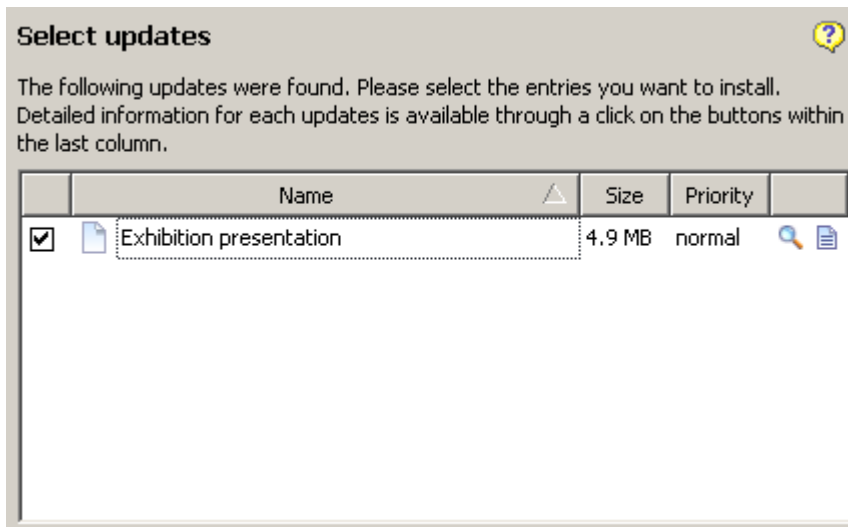 Select updates
The following updates were found. Please select the entries you want to install.
Detailed information for each updates is available through a click on the buttons within
the last column.
Name Size Priority
Exhibition presentation 4.9 MB normal